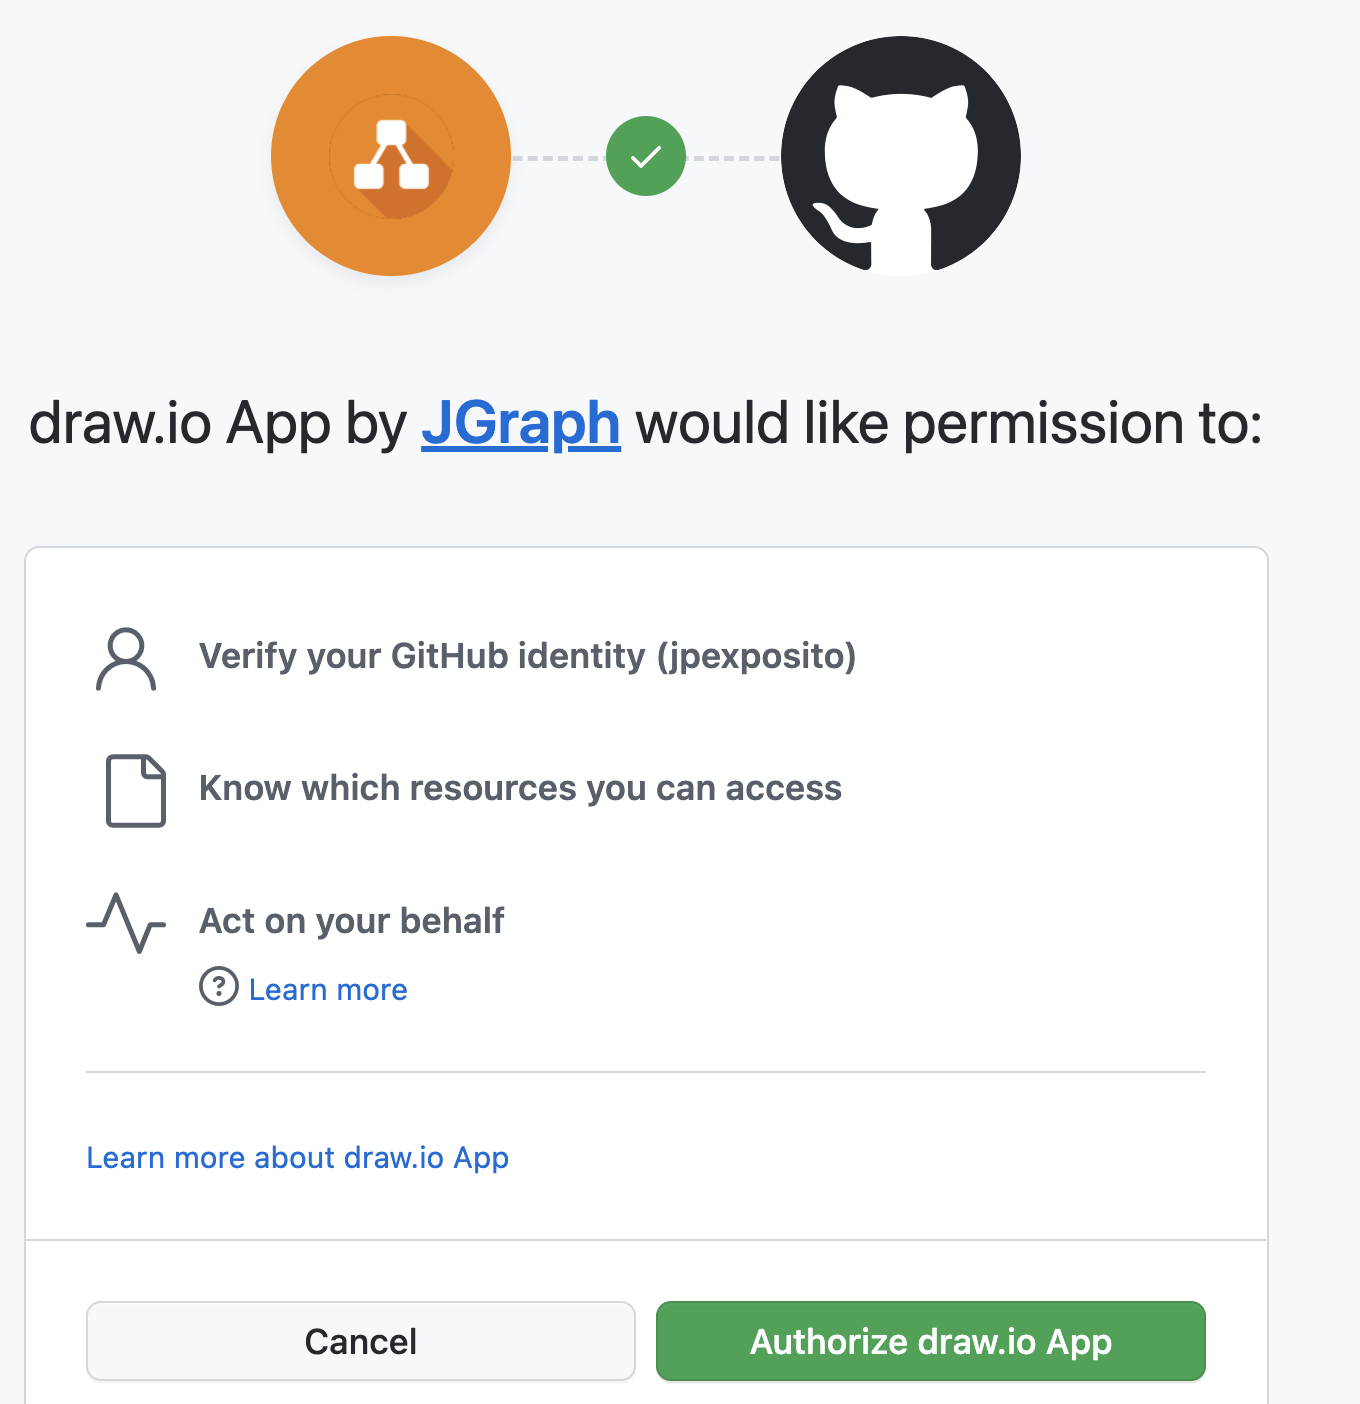 draw.io App by JGraph would like permission to:
Verify your GitHub identity (jpexposito)
Know which resources you can access
Act on your behalf
? Learn more
Learn more about draw.io App
Cancel
Authorize draw.io App